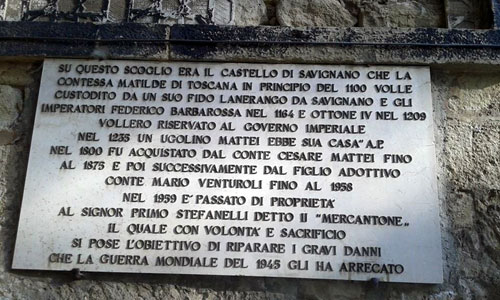 SU QUESTO SCOGLIO ERA IL CASTELLO DI SAVIGNANO CHE LA
CONTESSA MATILDE DI TOSCANA IN PRINCIPIO DEL 1100 VOLLE
CUSTODITO DA UN SUO FIDO LANERANGO DA SAVIGNANO E GLI
IMPERATORI FEDERICO BARBAROSSA NEL 1164 E OTTONE IV NEL 1209
VOLLERO RISERVATO AL GOVERNO IMPERIALE
"NEL 1235 UN UGOLINO MATTEI EBBE SUA CASA" A.P.
NEL 1800 FU ACQUISTATO DAL CONTE CESARE MATTEI FINO
AL 1875 E POI SUCCESSIVAMENTE DAL FIGLIO ADOTTIVO
CONTE MARIO VENTUROLI FINO AL 1958
NEL 1959 E' PASSATO DI PROPRIETA'
AL SIGNOR PRIMO STEFANELLI DETTO IL "MERCANTONE".
IL QUALE CON VOLONTA' E SACRIFICIO
SI POSE L'OBIETTIVO DI RIPARARE I GRAVI DANNI
CHE LA GUERRA MONDIALE DEL 1945 GLI HA ARRECATO